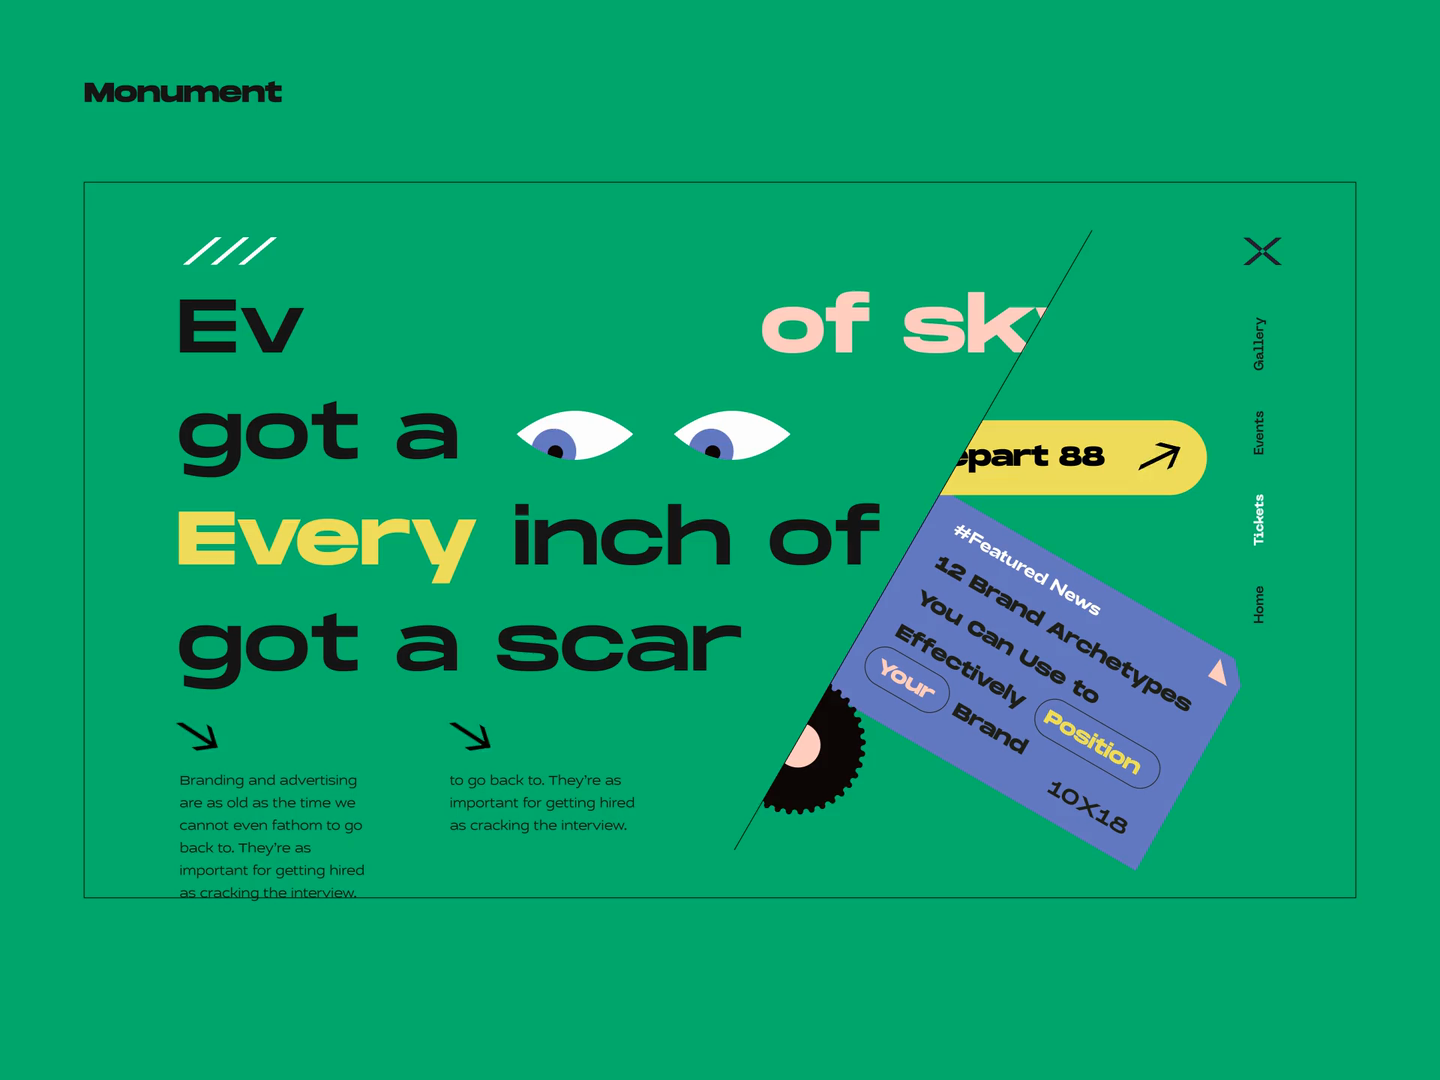 Monument
Ev of sk
got a
Every inch of
got a scar
Branding and advertising
are as old as the time we
cannot even fathom to go
back to. They're as
important for getting hired
as cracking the interview.
to go back to. They're as
important for getting hired
as cracking the interview.
epart 88
#Featured News
12 Brand Archetypes
You Can Use to
Effectively Position
Your Brand
10X18
Gallery
Events
Tickets
Home